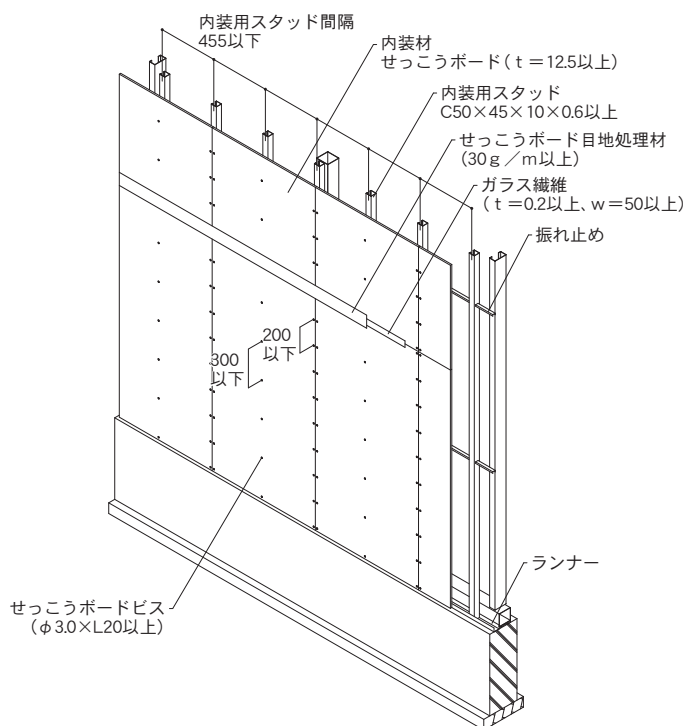 内装用スタッド間隔
455以下
内装材
せっこうボード(t=12.5以上)
内装用スタッド
C50×45×10×0.6以上
せっこうボード目地処理材
(30g/m以上)
ガラス繊維
(t=0.2以上、w=50以上)
振れ止め
200
以下
300
以下
ランナー
せっこうボードビス
(φ3.0×L20以上)